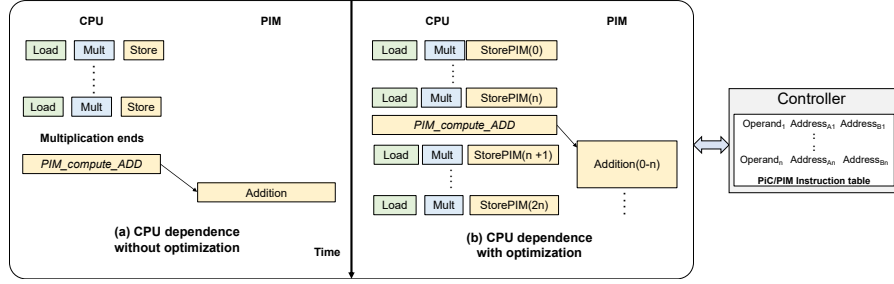 CPU PIM
Load Mult Store
Load Mult Store
Multiplication ends
PIM_compute_ADD
Addition
(a) CPU dependence
without optimization
Time
CPU PIM
Load Mult StorePIM(0)
Load Mult StorePIM(n)
PIM_compute_ADD
Load Mult StorePIM(n +1)
Addition(0-n)
Load Mult StorePIM(2n)
(b) CPU dependence
with optimization
Controller
Operand1 AddressA1 AddressB1
Operandn AddressAn AddressBn
PiC/PIM Instruction table